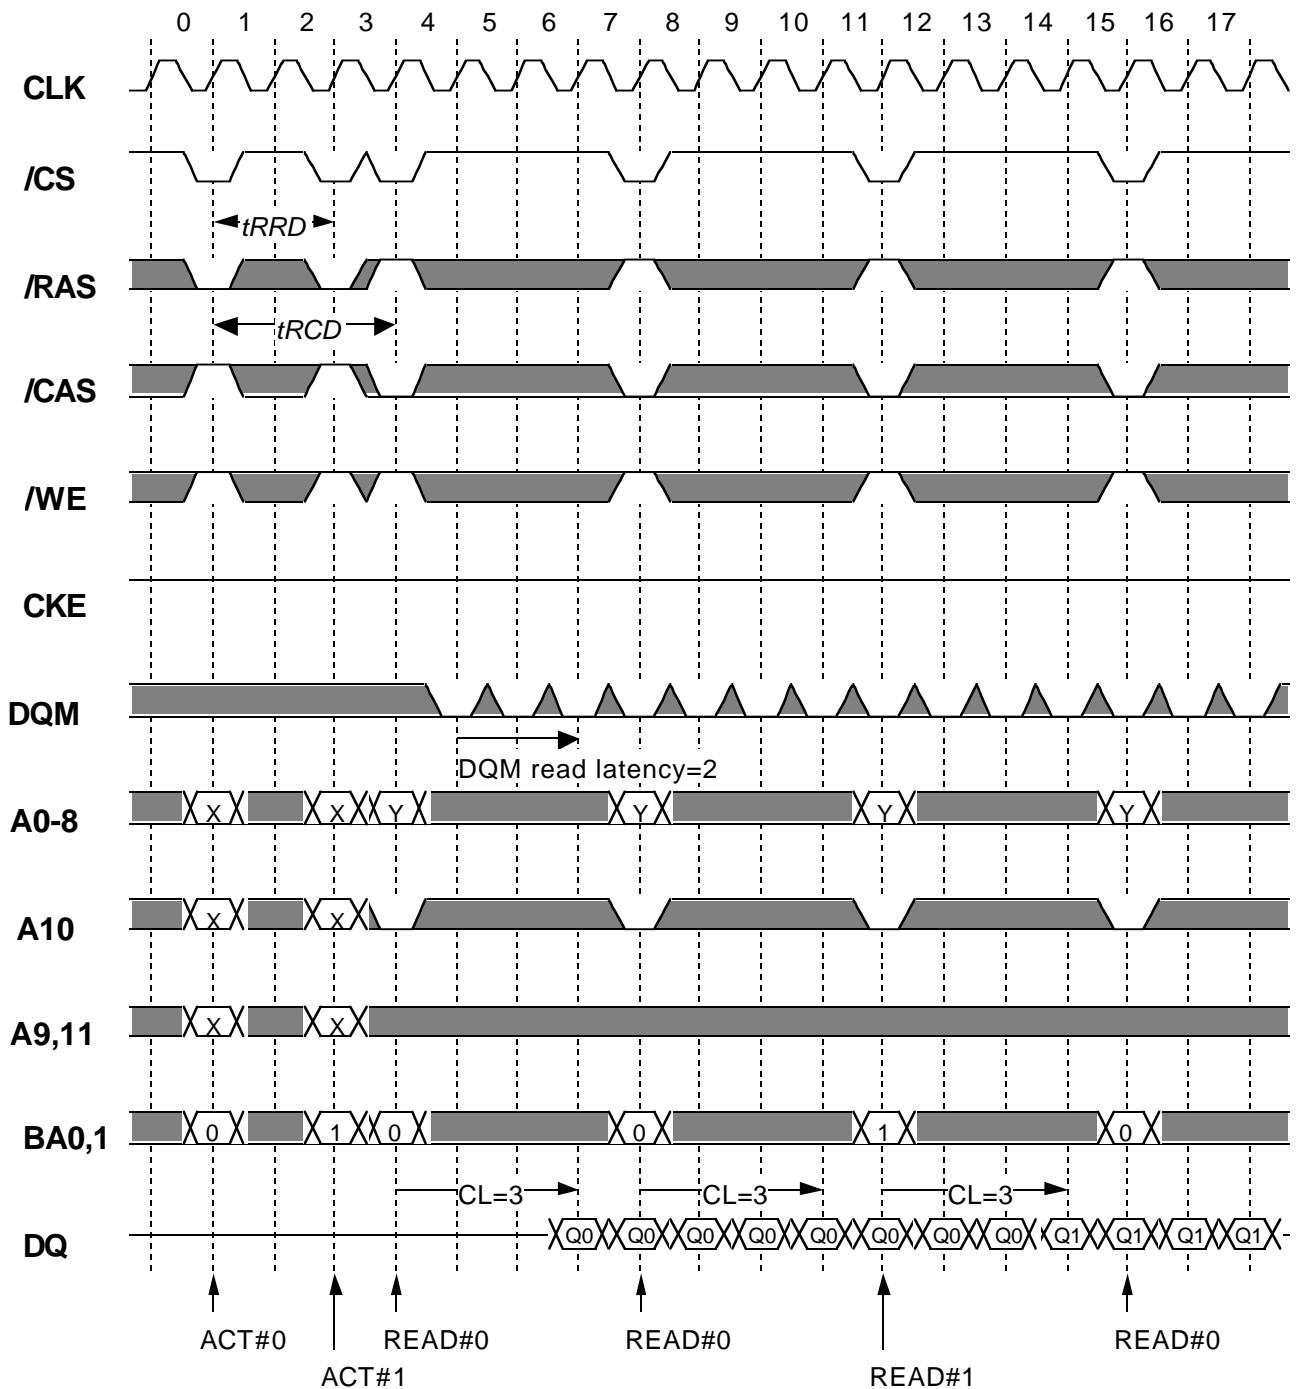 0 1 2 3 4 5 6 7 8 9 10 11 12 13 14 15 16 17
CLK
/CS
tRRD
/RAS
tRCD
/CAS
/WE
CKE
DQM
DQM read latency=2
A0-8 X X Y Y Y Y
A10 X X
A9,11 X X
BA0,1 0 1 0 0 1 0
CL=3 CL=3 CL=3
DQ Q0 Q0 Q0 Q0 Q0 Q0 Q0 Q0 Q1 Q1 Q1 Q1
ACT#0 READ#0 READ#0 READ#0
ACT#1 READ#1